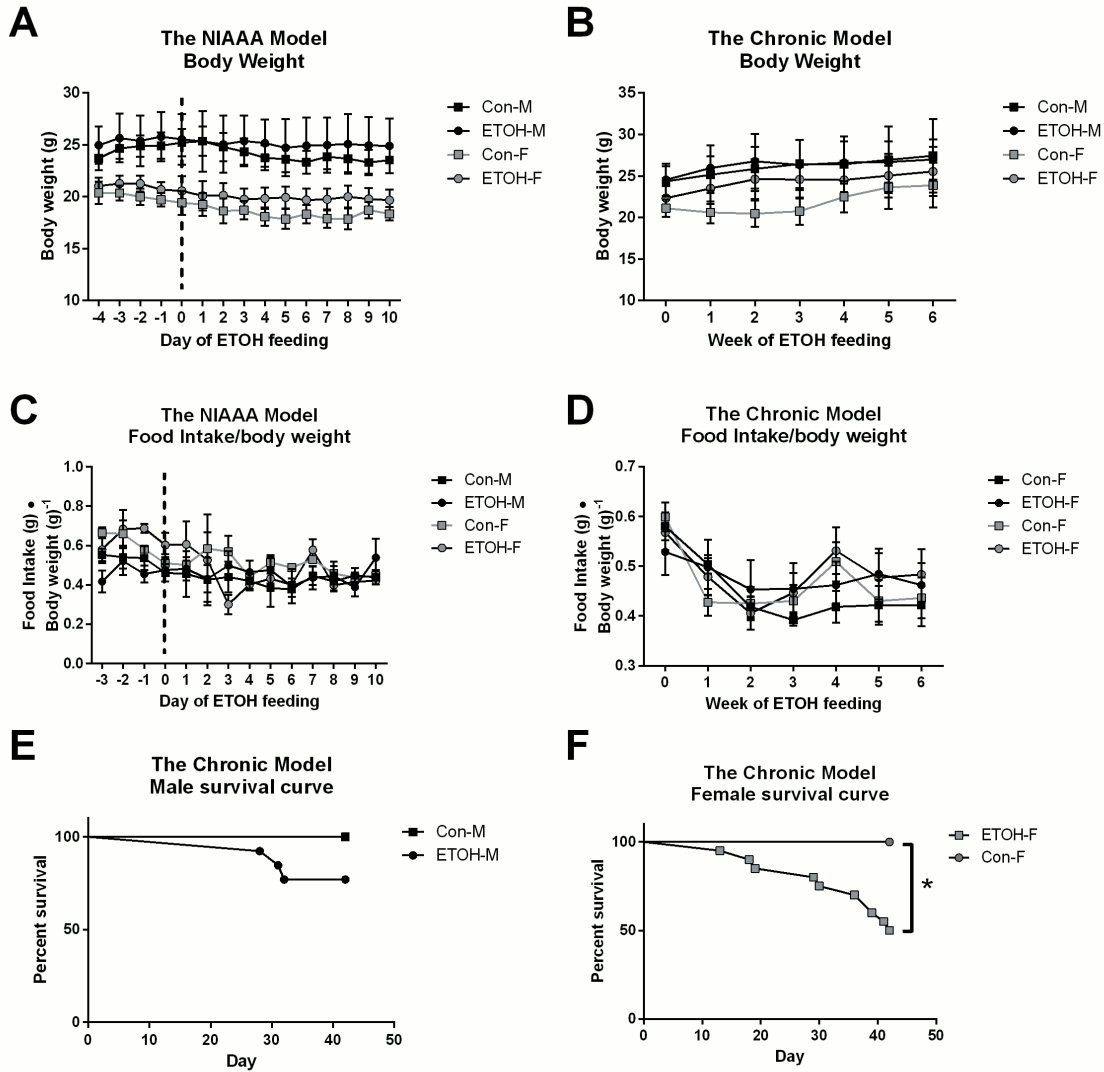 A
The NIAAA Model
Body Weight
30
25
20
15
10
Body weight (g)
-4 -3 -2 -1 0 1 2 3 4 5 6 7 8 9 10
Day of ETOH feeding
Con-M
ETOH-M
Con-F
ETOH-F
B
The Chronic Model
Body Weight
35
30
25
20
15
10
Body weight (g)
0 1 2 3 4 5 6
Week of ETOH feeding
Con-M
ETOH-M
Con-F
ETOH-F
C
The NIAAA Model
Food Intake/body weight
1.0
0.8
0.6
0.4
0.2
0.0
Food Intake (g) •
Body weight (g)⁻¹
-3 -2 -1 0 1 2 3 4 5 6 7 8 9 10
Day of ETOH feeding
Con-M
ETOH-M
Con-F
ETOH-F
D
The Chronic Model
Food Intake/body weight
0.7
0.6
0.5
0.4
0.3
Food Intake (g) •
Body weight (g)⁻¹
0 1 2 3 4 5 6
Week of ETOH feeding
Con-F
ETOH-F
Con-F
ETOH-F
E
The Chronic Model
Male survival curve
100
50
0
Percent survival
0 10 20 30 40 50
Day
Con-M
ETOH-M
F
The Chronic Model
Female survival curve
100
50
0
Percent survival
0 10 20 30 40 50
Day
ETOH-F
Con-F
*